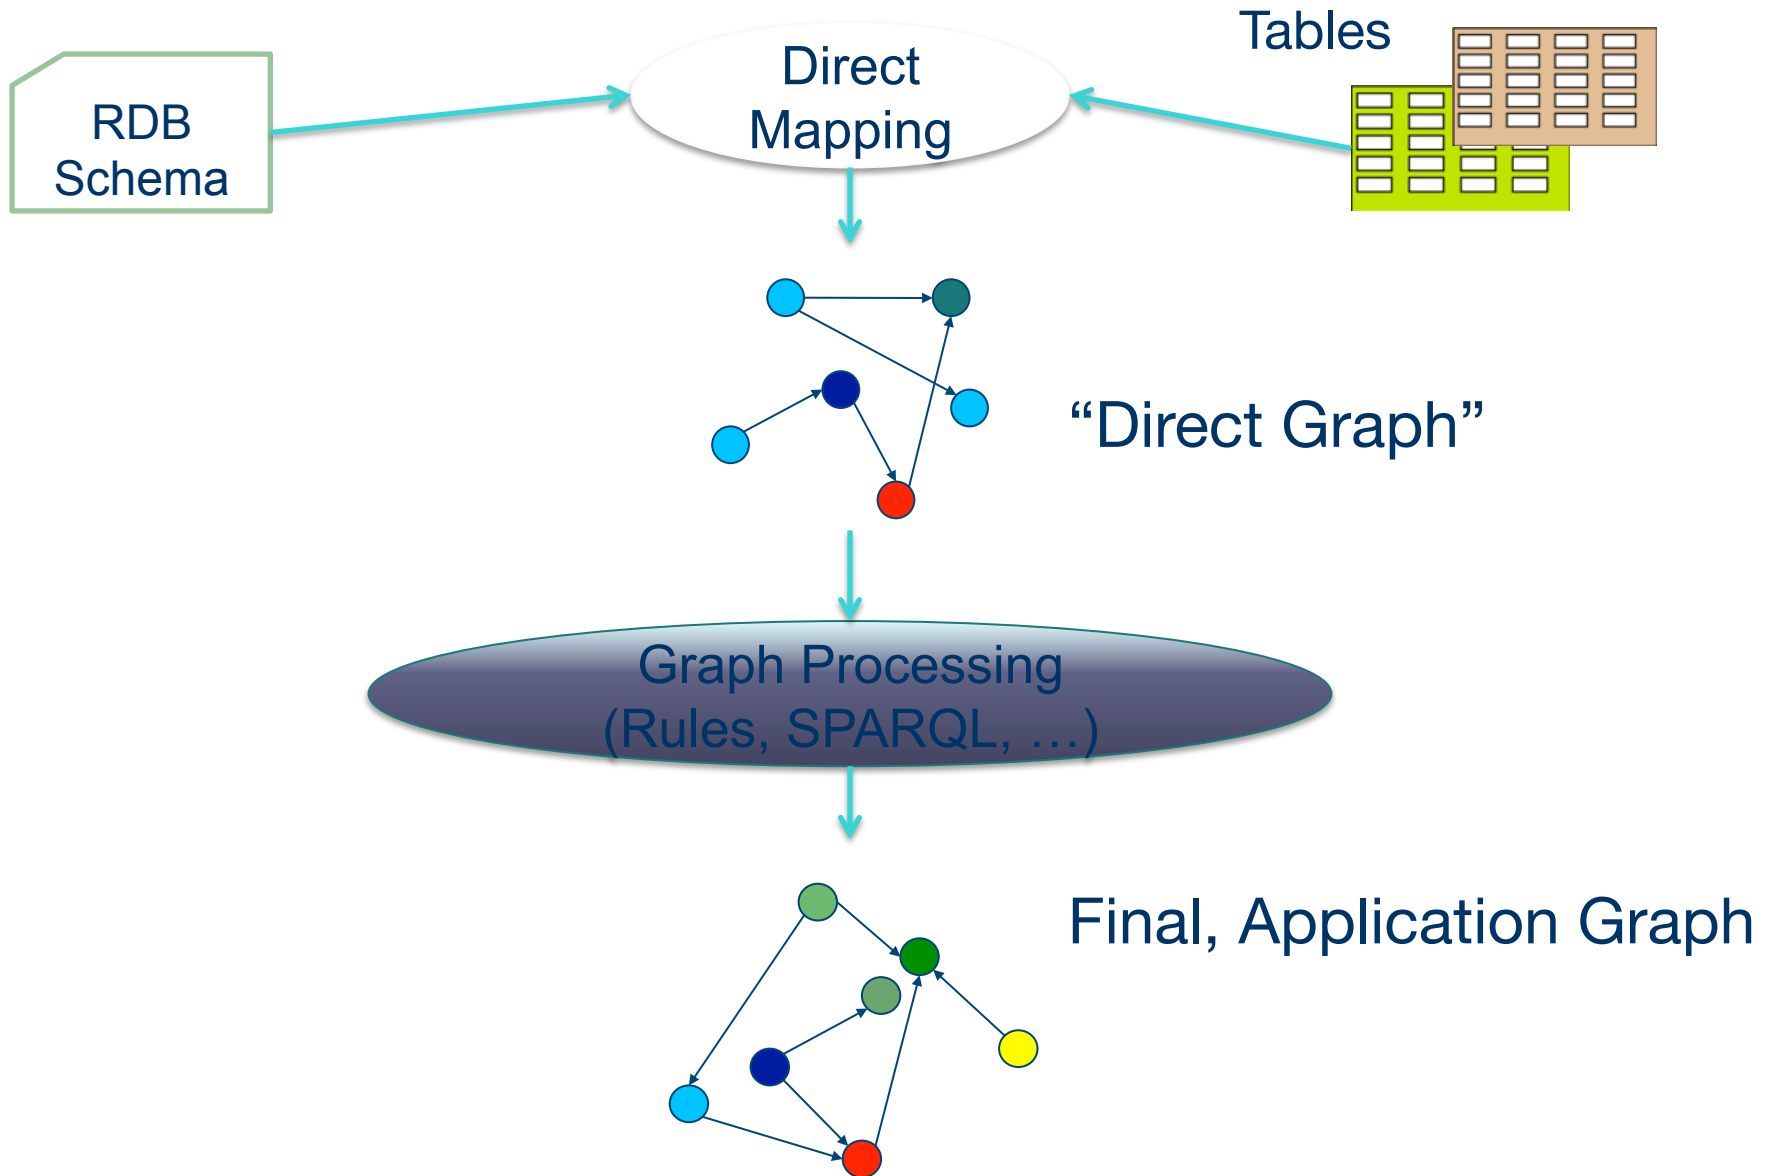 Tables
Direct
Mapping
RDB
Schema
“Direct Graph”
Graph Processing
(Rules, SPARQL, …)
Final, Application Graph